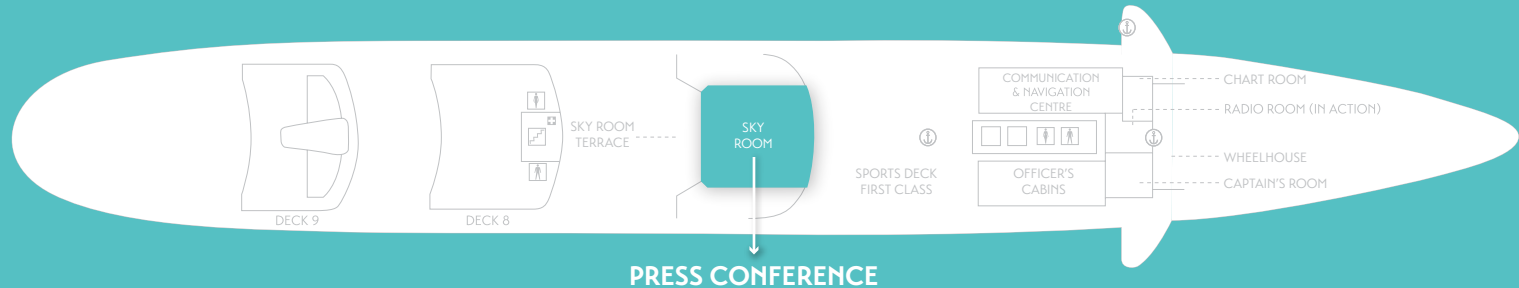 DECK 9
DECK 8
SKY ROOM
TERRACE
SKY
ROOM
SPORTS DECK
FIRST CLASS
COMMUNICATION
& NAVIGATION
CENTRE
OFFICER'S
CABINS
CHART ROOM
RADIO ROOM (IN ACTION)
WHEELHOUSE
CAPTAIN'S ROOM
PRESS CONFERENCE